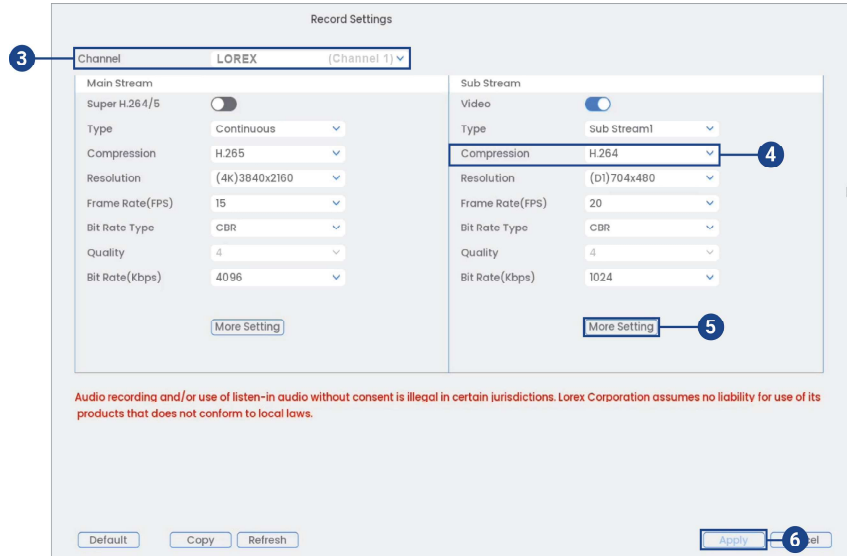 Record Settings
3
Channel LOREX (Channel 1)
Main Stream
Super H.264/5
Type Continuous
Compression H.265
Resolution (4K)3840x2160
Frame Rate(FPS) 15
Bit Rate Type CBR
Quality 4
Bit Rate(Kbps) 4096
More Setting
Sub Stream
Video
Type Sub Stream1
Compression H.264
4
Resolution (D1)704x480
Frame Rate(FPS) 20
Bit Rate Type CBR
Quality 4
Bit Rate(Kbps) 1024
More Setting
5
Audio recording and/or use of listen-in audio without consent is illegal in certain jurisdictions. Lorex Corporation assumes no liability for use of its
products that does not conform to local laws.
Default Copy Refresh Apply
6